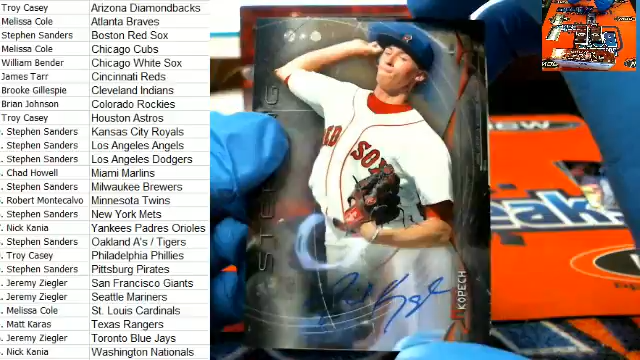 Troy Casey Arizona Diamondbacks
Melissa Cole Atlanta Braves
Stephen Sanders Boston Red Sox
Melissa Cole Chicago Cubs
William Bender Chicago White Sox
James Tarr Cincinnati Reds
Brooke Gillespie Cleveland Indians
Brian Johnson Colorado Rockies
Troy Casey Houston Astros
Stephen Sanders Kansas City Royals
Stephen Sanders Los Angeles Angels
Stephen Sanders Los Angeles Dodgers
Chad Howell Miami Marlins
Stephen Sanders Milwaukee Brewers
Robert Montecalvo Minnesota Twins
Stephen Sanders New York Mets
Nick Kania Yankees Padres Orioles
Stephen Sanders Oakland A's / Tigers
Troy Casey Philadelphia Phillies
Stephen Sanders Pittsburg Pirates
Jeremy Ziegler San Francisco Giants
Jeremy Ziegler Seattle Mariners
Melissa Cole St. Louis Cardinals
Matt Karas Texas Rangers
Jeremy Ziegler Toronto Blue Jays
Nick Kania Washington Nationals
RED SOX
KOPECH